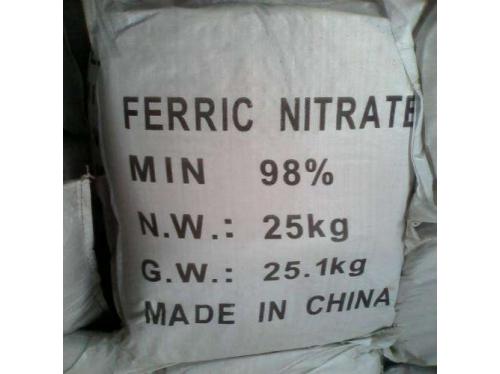 FERRIC NITRATE
MIN 98%
N.W.: 25kg
G.W.: 25.1kg
MADE IN CHINA